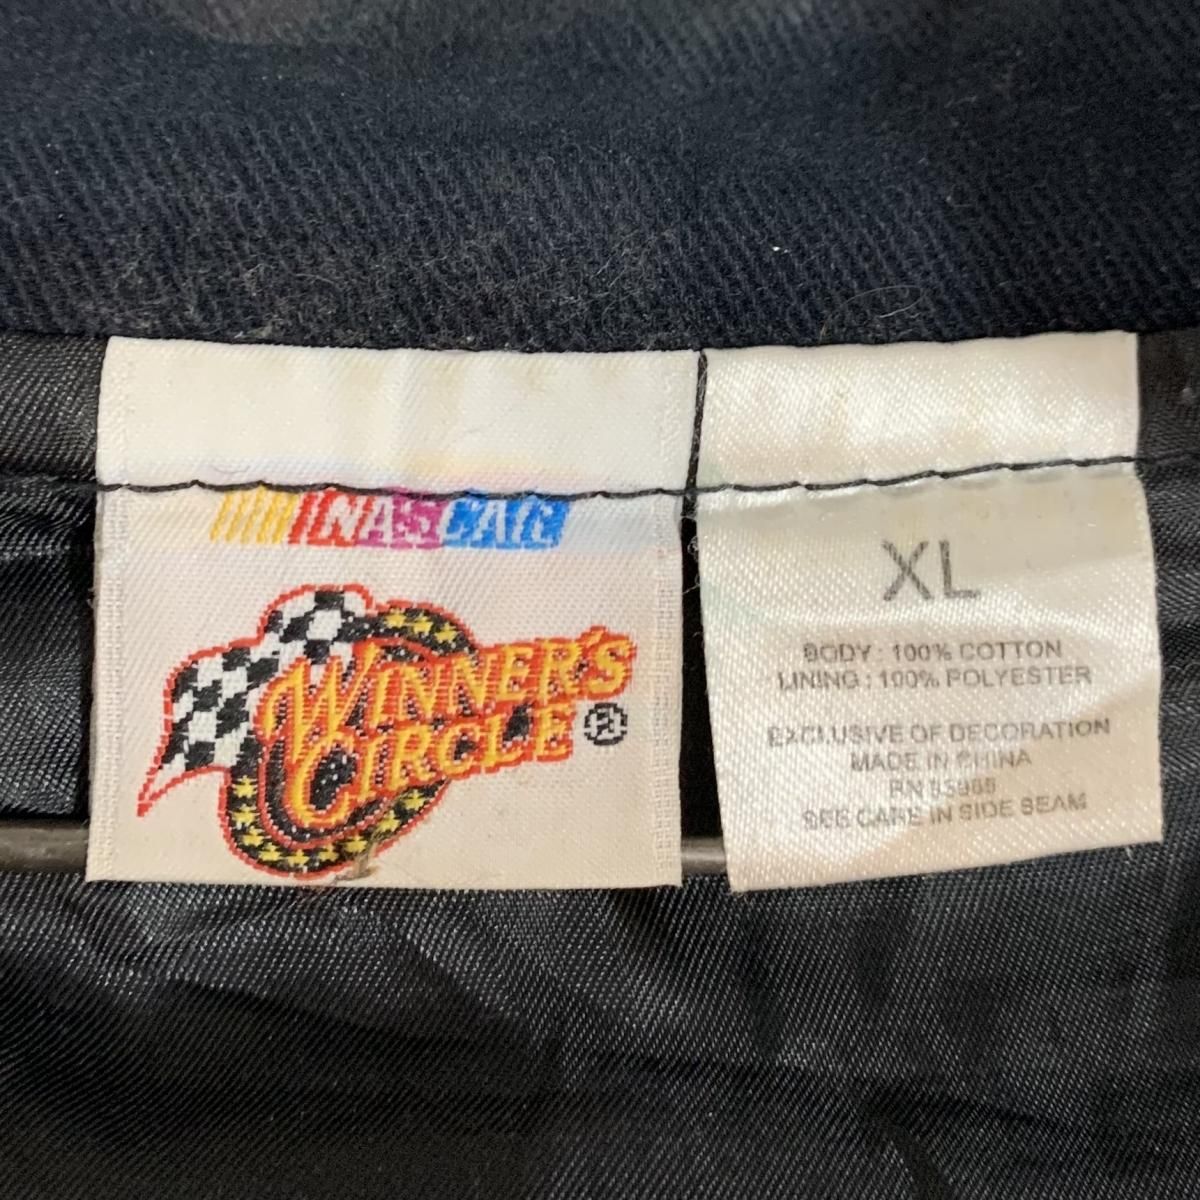 NASCAR
WINNER'S
CIRCLE ®
XL
BODY : 100% COTTON
LINING : 100% POLYESTER
EXCLUSIVE OF DECORATION
MADE IN CHINA
RN
SEE CARE IN SIDE SEAM